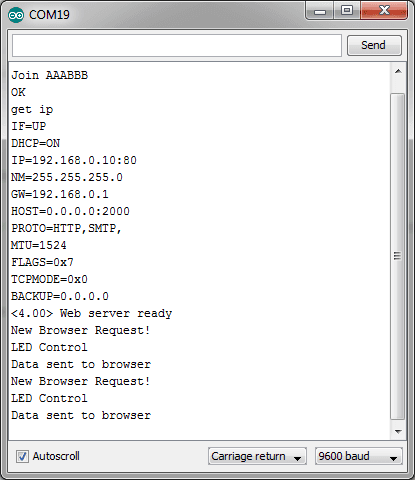 COM19
Send
Join AAABBB
OK
get ip
IF=UP
DHCP=ON
IP=192.168.0.10:80
NM=255.255.255.0
GW=192.168.0.1
HOST=0.0.0.0:2000
PROTO=HTTP,SMTP,
MTU=1524
FLAGS=0x7
TCPMODE=0x0
BACKUP=0.0.0.0
<4.00> Web server ready
New Browser Request!
LED Control
Data sent to browser
New Browser Request!
LED Control
Data sent to browser
Autoscroll Carriage return 9600 baud